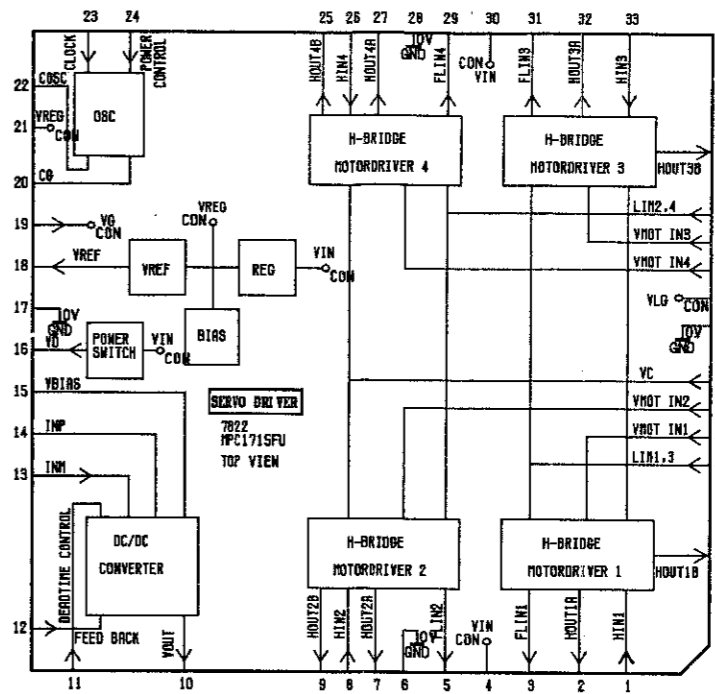 23 24 25 26 27 28 29 30 31 32 33
CLOCK
POWER CONTROL
HOUT4B
HIN4
HOUT4A
10V
GND
FLIN4
CON
VIN
FLIN3
HOUT3A
HIN3
22
COSC
OSC
21
VREG
CON
20
CG
H-BRIDGE
MOTORDRIVER 4
H-BRIDGE
MOTORDRIVER 3
HOUT3B
19
VG
CON
VREG
CON
LIM2,4
VMOT IN3
18
VREF
VREF
REG
VIN
CON
VMOT IN4
VLG
CON
17
10V
GND
BIAS
10V
GND
16
VD
POWER
SWITCH
VIN
CON
15
VBIAS
VC
SERVO DRIVER
VMOT IN2
14
INP
7822
MPC1715FU
TOP VIEW
VMOT IN1
13
INM
LIM1,3
DEADTIME CONTROL
DC/DC
CONVERTER
H-BRIDGE
MOTORDRIVER 2
H-BRIDGE
MOTORDRIVER 1
HOUT1B
12
FEED BACK
VOUT
HOUT2B
HIN2
HOUT2A
10V
GND
FLIN2
VIN
CON
FLIN1
HOUT1A
HIN1
11 10 9 8 7 6 5 4 3 2 1